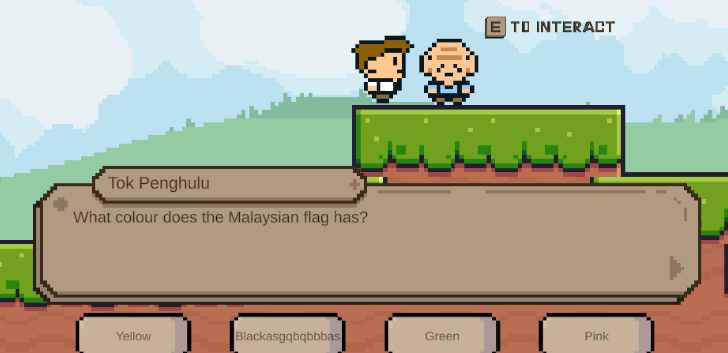 E TO INTERACT
Tok Penghulu
What colour does the Malaysian flag has?
Yellow
Blackasgqbqbbbas
Green
Pink